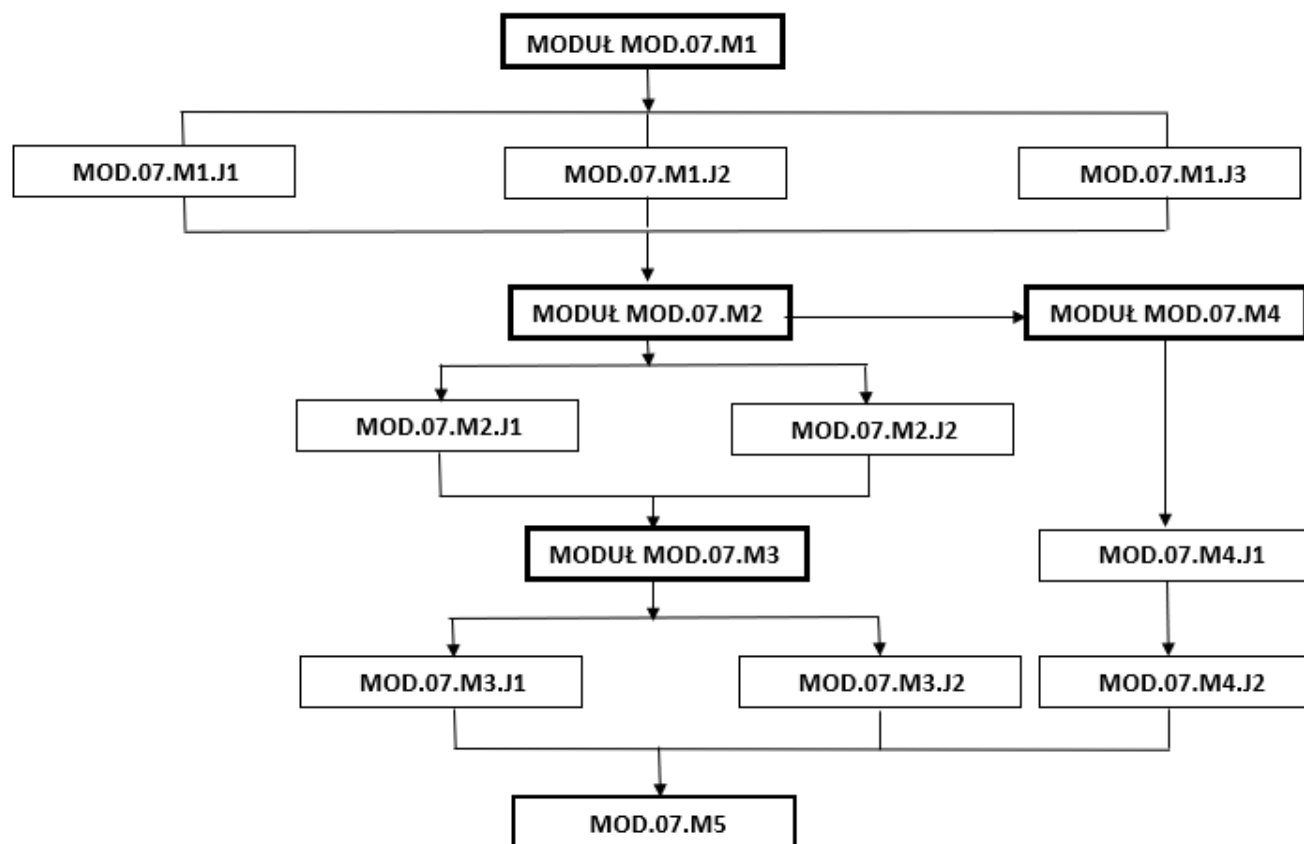 MODUŁ MOD.07.M1
MOD.07.M1.J1
MOD.07.M1.J2
MOD.07.M1.J3
MODUŁ MOD.07.M2
MODUŁ MOD.07.M4
MOD.07.M2.J1
MOD.07.M2.J2
MODUŁ MOD.07.M3
MOD.07.M4.J1
MOD.07.M3.J1
MOD.07.M3.J2
MOD.07.M4.J2
MOD.07.M5